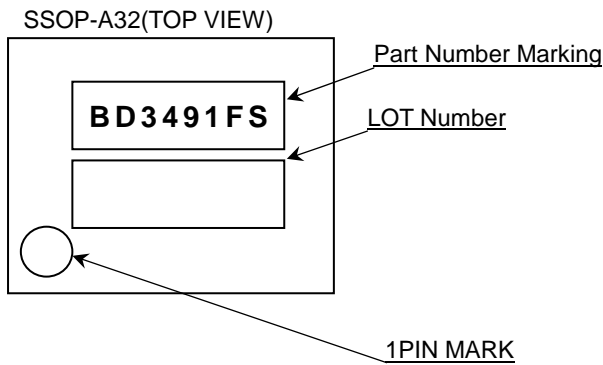 SSOP-A32(TOP VIEW)
Part Number Marking
BD3491FS
LOT Number
1PIN MARK